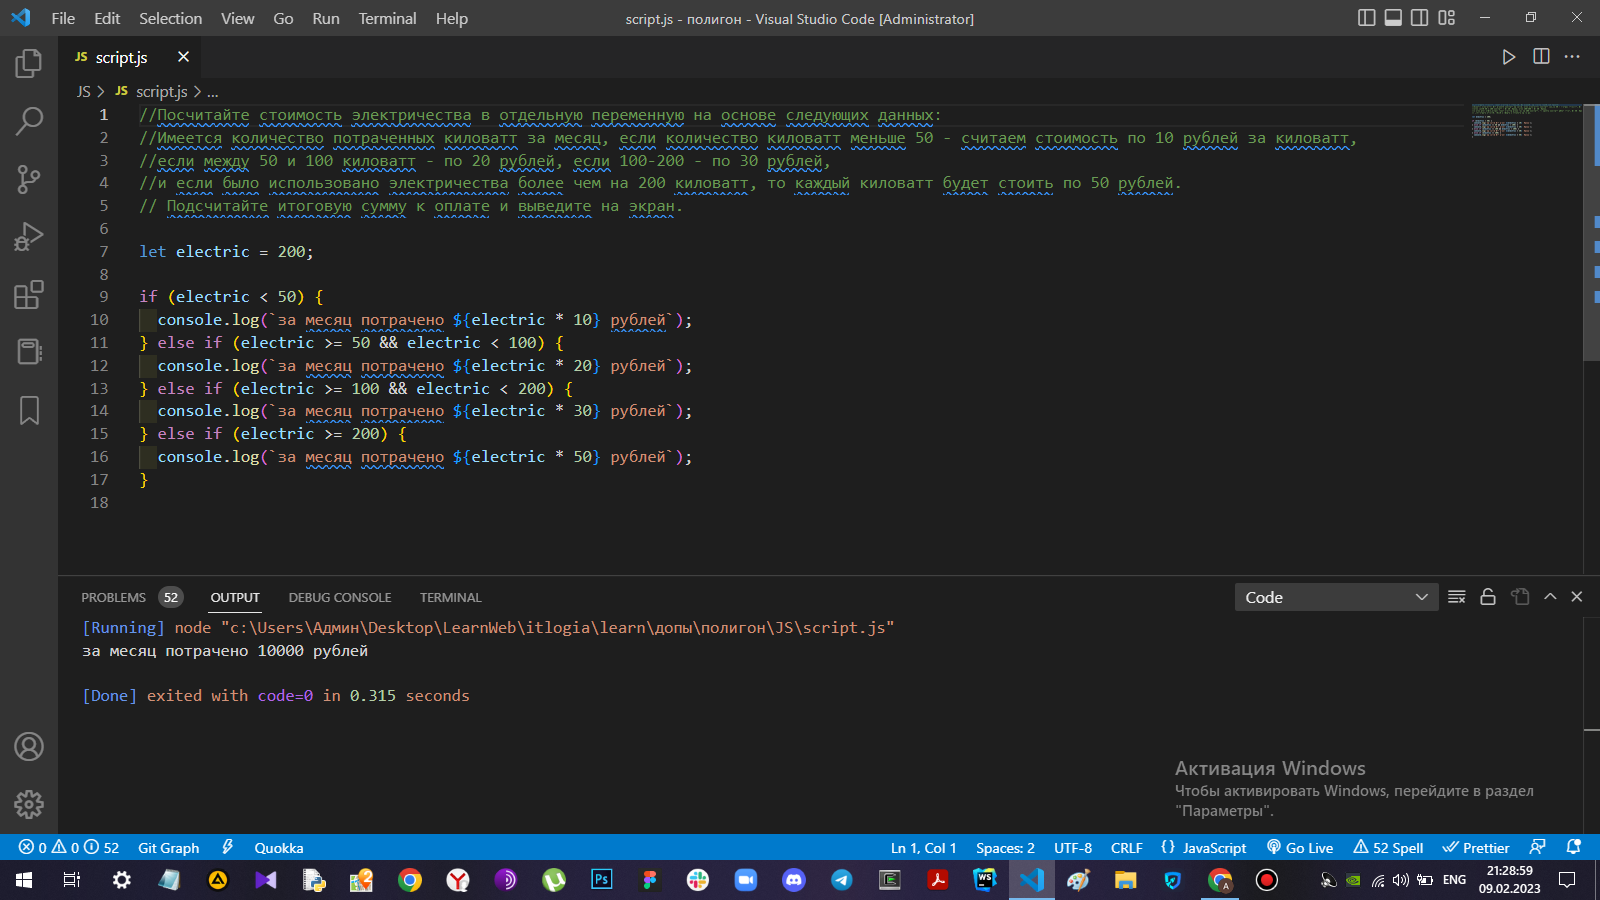 File Edit Selection View Go Run Terminal Help script.js - полигон - Visual Studio Code [Administrator]
JS script.js
JS > JS script.js > ...
1 //Посчитайте стоимость электричества в отдельную переменную на основе следующих данных:
2 //Имеется количество потраченных киловатт за месяц, если количество киловатт меньше 50 - считаем стоимость по 10 рублей за киловатт,
3 //если между 50 и 100 киловатт - по 20 рублей, если 100-200 - по 30 рублей,
4 //и если было использовано электричества более чем на 200 киловатт, то каждый киловатт будет стоить по 50 рублей.
5 // Подсчитайте итоговую сумму к оплате и выведите на экран.
6
7 let electric = 200;
8
9 if (electric < 50) {
10 console.log(`за месяц потрачено ${electric * 10} рублей`);
11 } else if (electric >= 50 && electric < 100) {
12 console.log(`за месяц потрачено ${electric * 20} рублей`);
13 } else if (electric >= 100 && electric < 200) {
14 console.log(`за месяц потрачено ${electric * 30} рублей`);
15 } else if (electric >= 200) {
16 console.log(`за месяц потрачено ${electric * 50} рублей`);
17 }
18
PROBLEMS 52 OUTPUT DEBUG CONSOLE TERMINAL Code
[Running] node "c:\Users\Админ\Desktop\LearnWeb\itlogia\learn\допы\полигон\JS\script.js"
за месяц потрачено 10000 рублей
[Done] exited with code=0 in 0.315 seconds
Активация Windows
Чтобы активировать Windows, перейдите в раздел
"Параметры".
0 0 52 Git Graph Quokka Ln 1, Col 1 Spaces: 2 UTF-8 CRLF {} JavaScript Go Live 52 Spell Prettier
Ps WS A ENG 21:28:59
09.02.2023